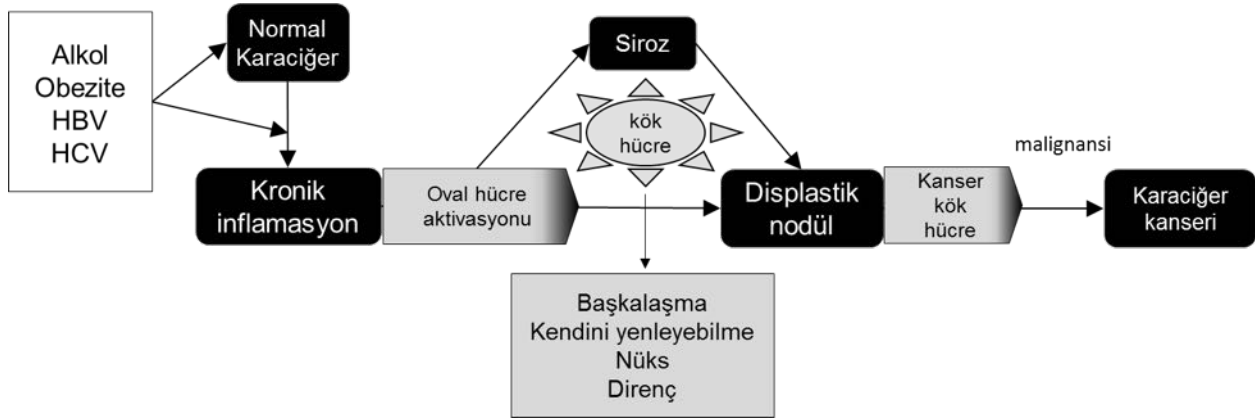 Alkol
Obezite
HBV
HCV
Normal
Karaciğer
Kronik
inflamasyon
Oval hücre
aktivasyonu
Siroz
kök
hücre
Başkalaşma
Kendini yenleyebilme
Nüks
Direnç
Displastik
nodül
Kanser
kök
hücre
malignansi
Karaciğer
kanseri